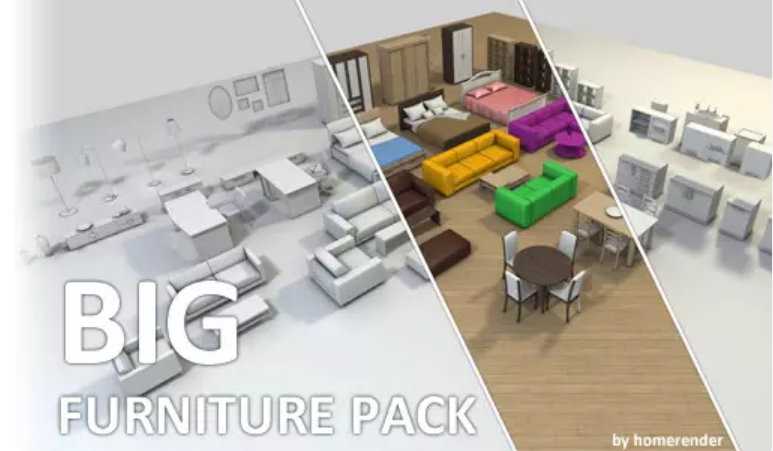 BIG
FURNITURE PACK
by homerender